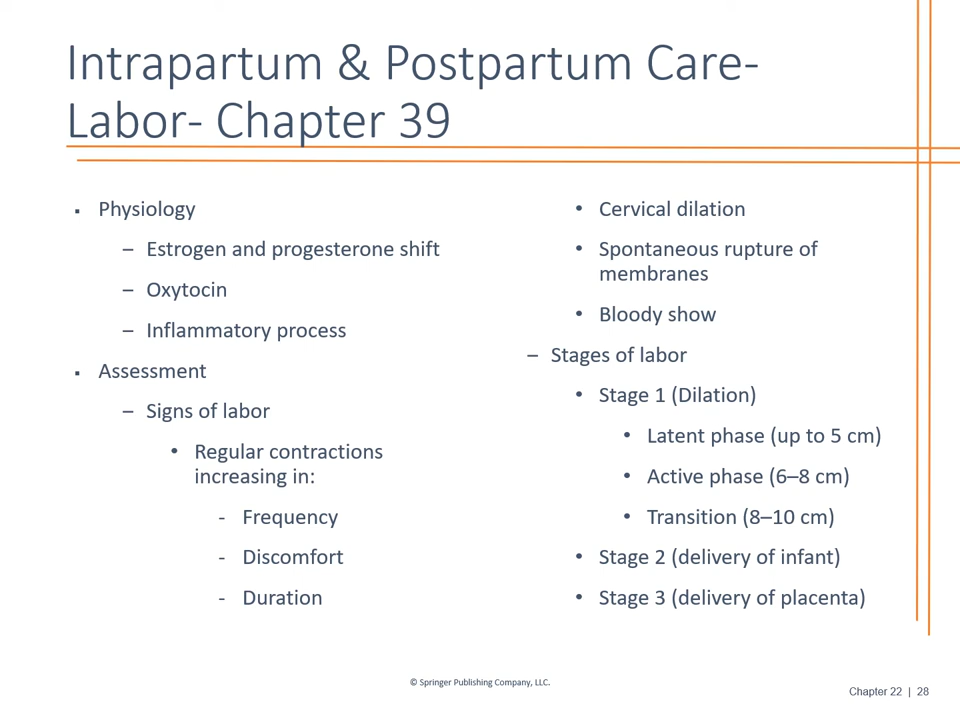 Intrapartum & Postpartum Care-
Labor- Chapter 39
▪ Physiology
– Estrogen and progesterone shift
– Oxytocin
– Inflammatory process
▪ Assessment
– Signs of labor
• Regular contractions
increasing in:
- Frequency
- Discomfort
- Duration
• Cervical dilation
• Spontaneous rupture of
membranes
• Bloody show
– Stages of labor
• Stage 1 (Dilation)
• Latent phase (up to 5 cm)
• Active phase (6–8 cm)
• Transition (8–10 cm)
• Stage 2 (delivery of infant)
• Stage 3 (delivery of placenta)
© Springer Publishing Company, LLC.
Chapter 22 | 28